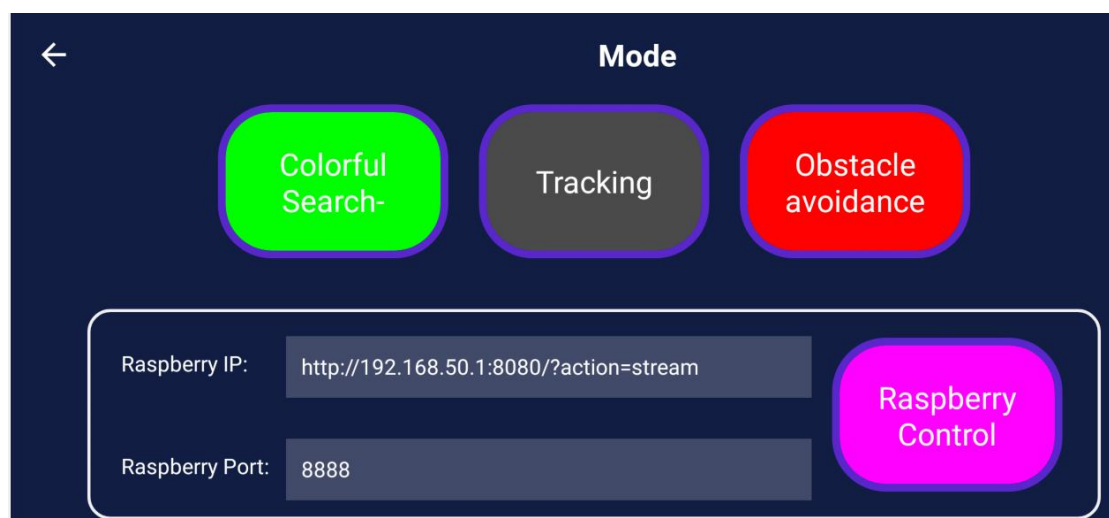 Mode
Colorful
Search-
Tracking
Obstacle
avoidance
Raspberry IP:
http://192.168.50.1:8080/?action=stream
Raspberry Port:
8888
Raspberry
Control